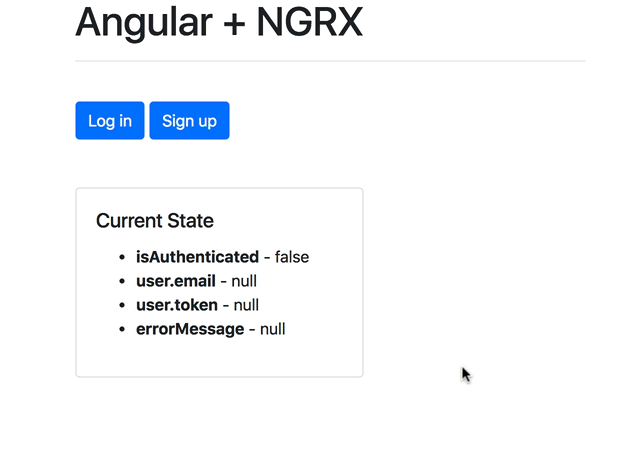 Angular + NGRX
Log in Sign up
Current State
• isAuthenticated - false
• user.email - null
• user.token - null
• errorMessage - null